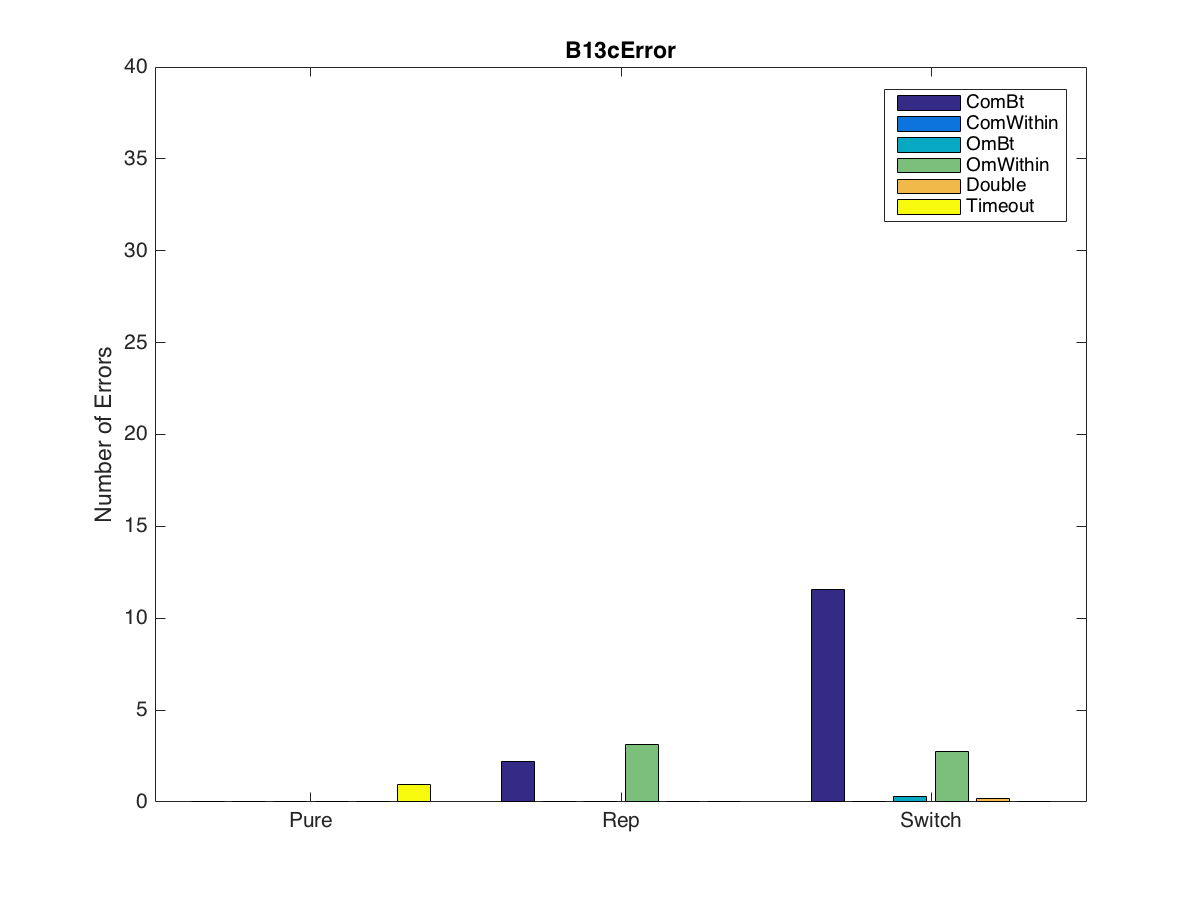 B13cError
40
35
30
25
20
15
10
5
0
Number of Errors
ComBt
ComWithin
OmBt
OmWithin
Double
Timeout
Pure
Rep
Switch